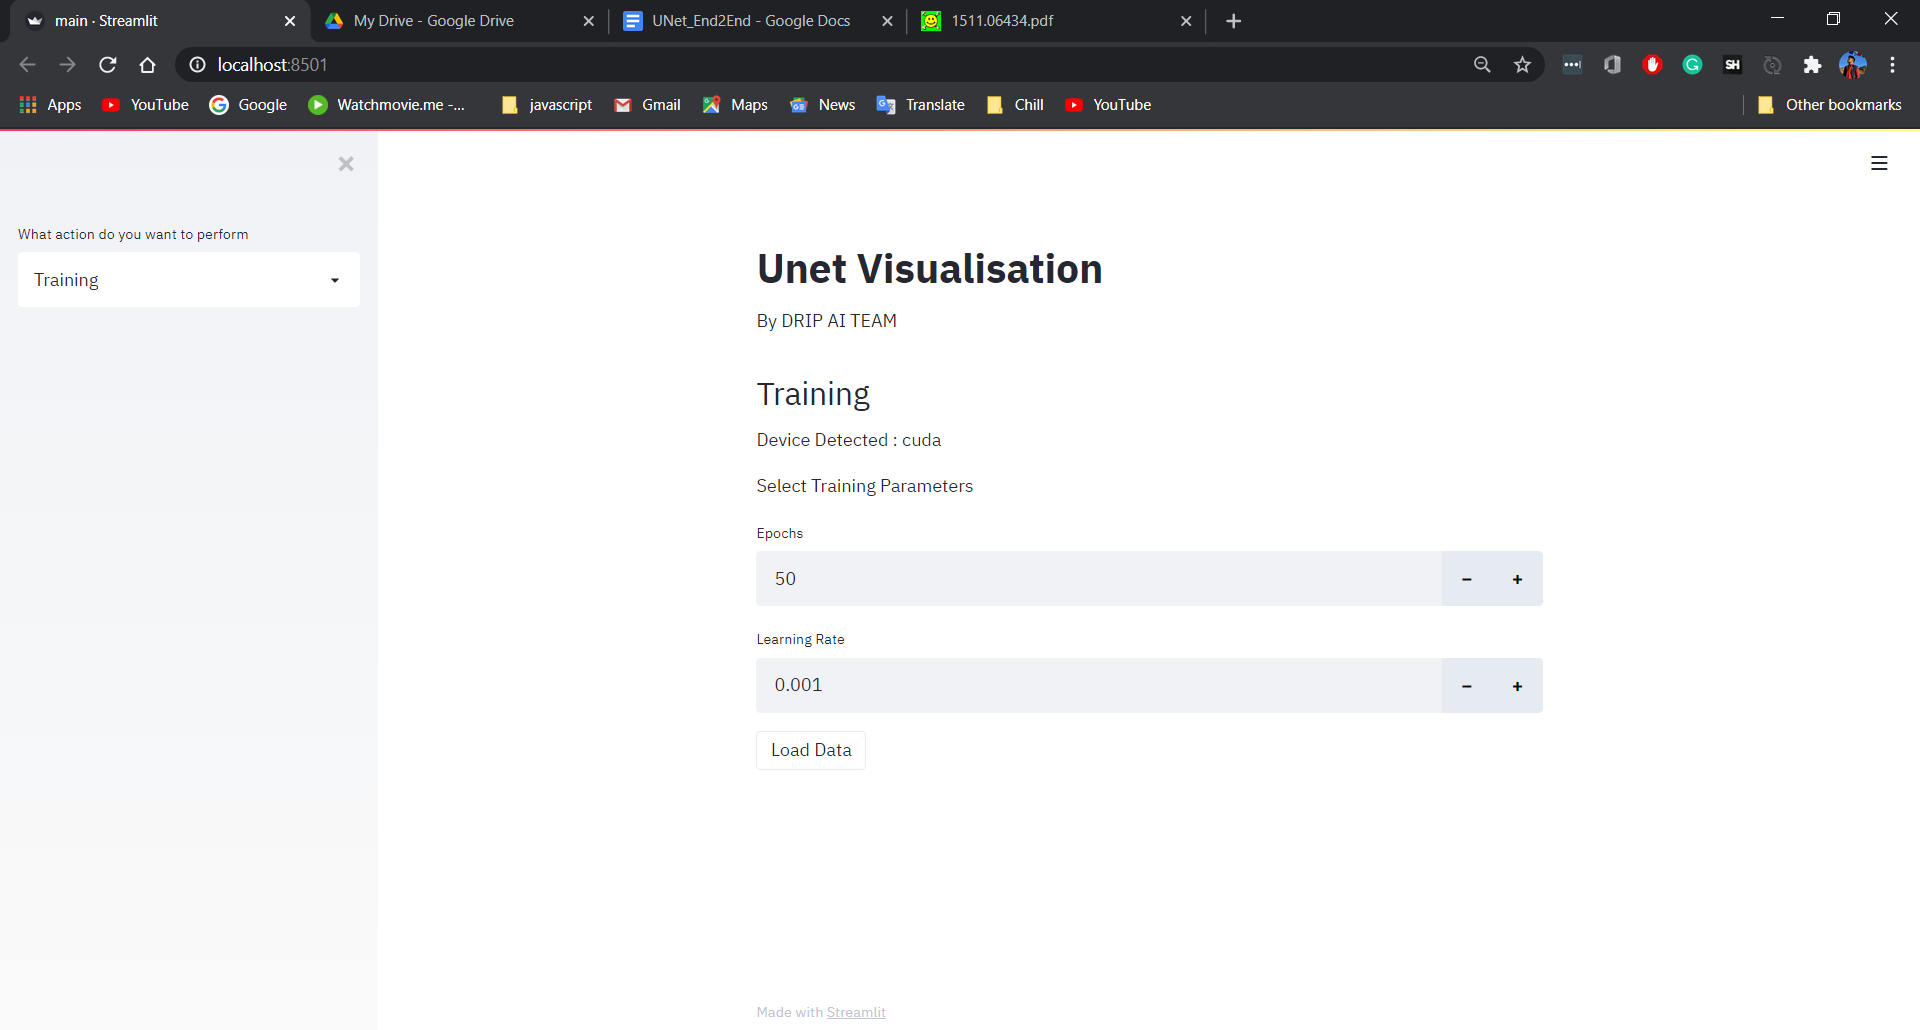 main · Streamlit
My Drive - Google Drive
UNet_End2End - Google Docs
1511.06434.pdf
localhost:8501
SH
Apps
YouTube
Google
Watchmovie.me -...
javascript
Gmail
Maps
News
Translate
Chill
YouTube
Other bookmarks
What action do you want to perform
Training
Unet Visualisation
By DRIP AI TEAM
Training
Device Detected : cuda
Select Training Parameters
Epochs
50
- +
Learning Rate
0.001
- +
Load Data
Made with Streamlit